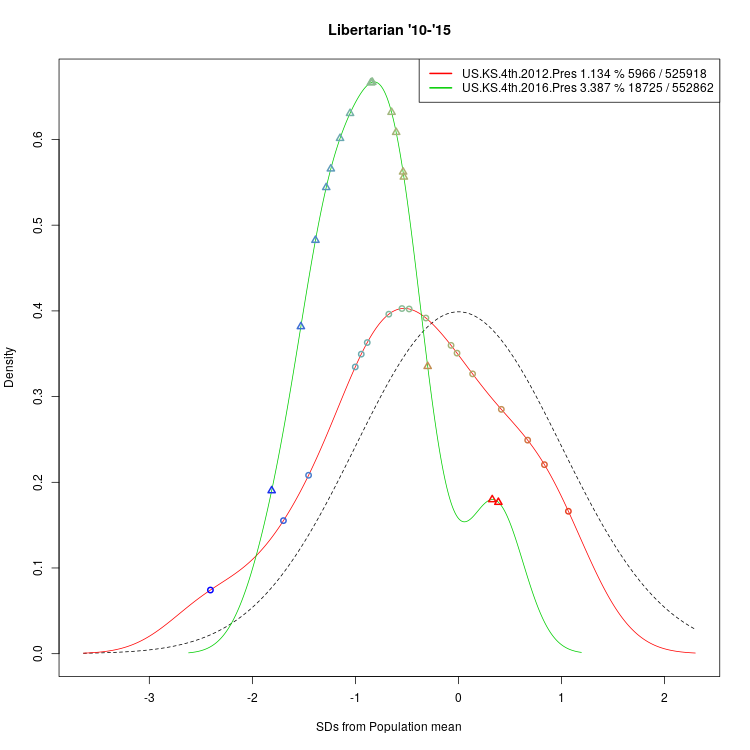 Libertarian '10-'15
US.KS.4th.2012.Pres 1.134 % 5966 / 525918
US.KS.4th.2016.Pres 3.387 % 18725 / 552862
Density
0.6
0.5
0.4
0.3
0.2
0.1
0.0
-3 -2 -1 0 1 2
SDs from Population mean